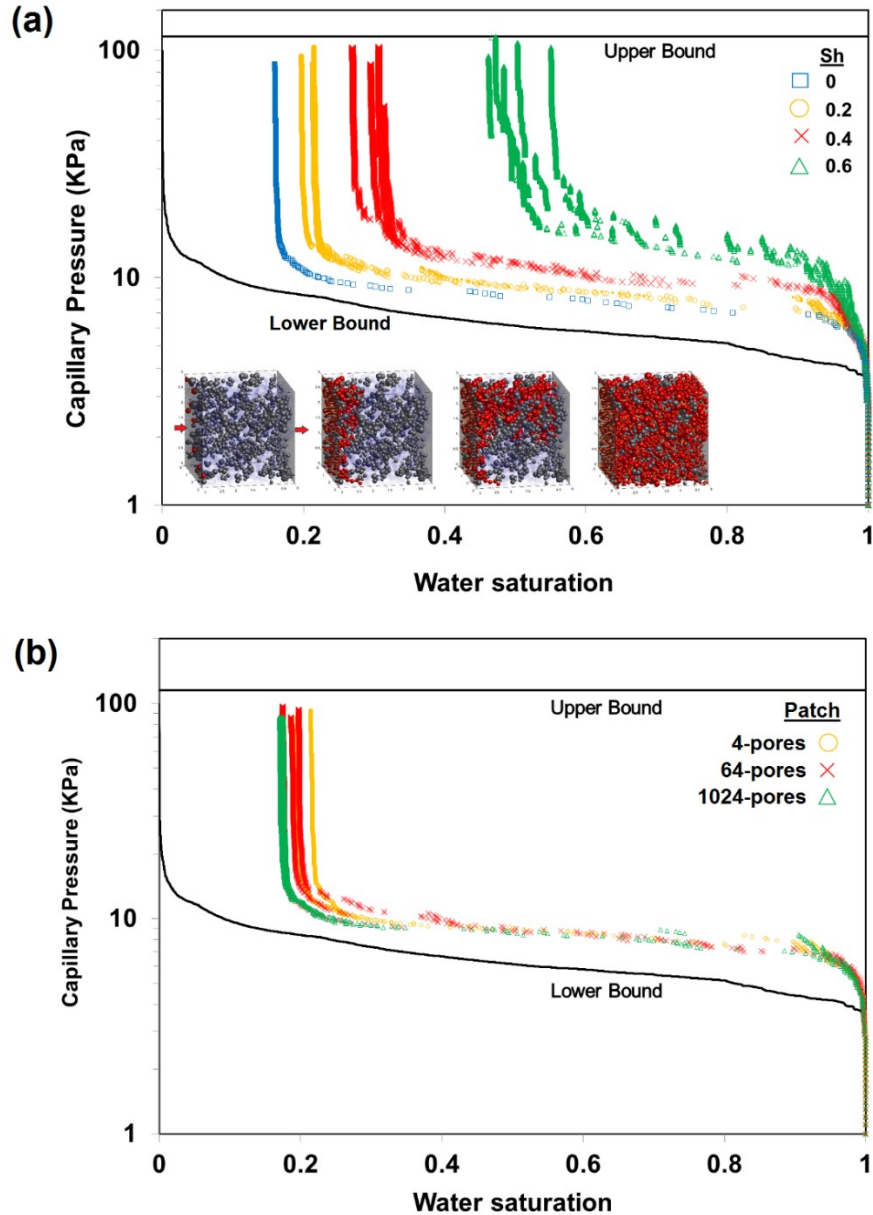 (a)
100
10
1
Capillary Pressure (KPa)
Upper Bound
Sh
0
0.2
0.4
0.6
Lower Bound
0 0.2 0.4 0.6 0.8 1
Water saturation
(b)
100
10
1
Capillary Pressure (KPa)
Upper Bound
Patch
4-pores
64-pores
1024-pores
Lower Bound
0 0.2 0.4 0.6 0.8 1
Water saturation